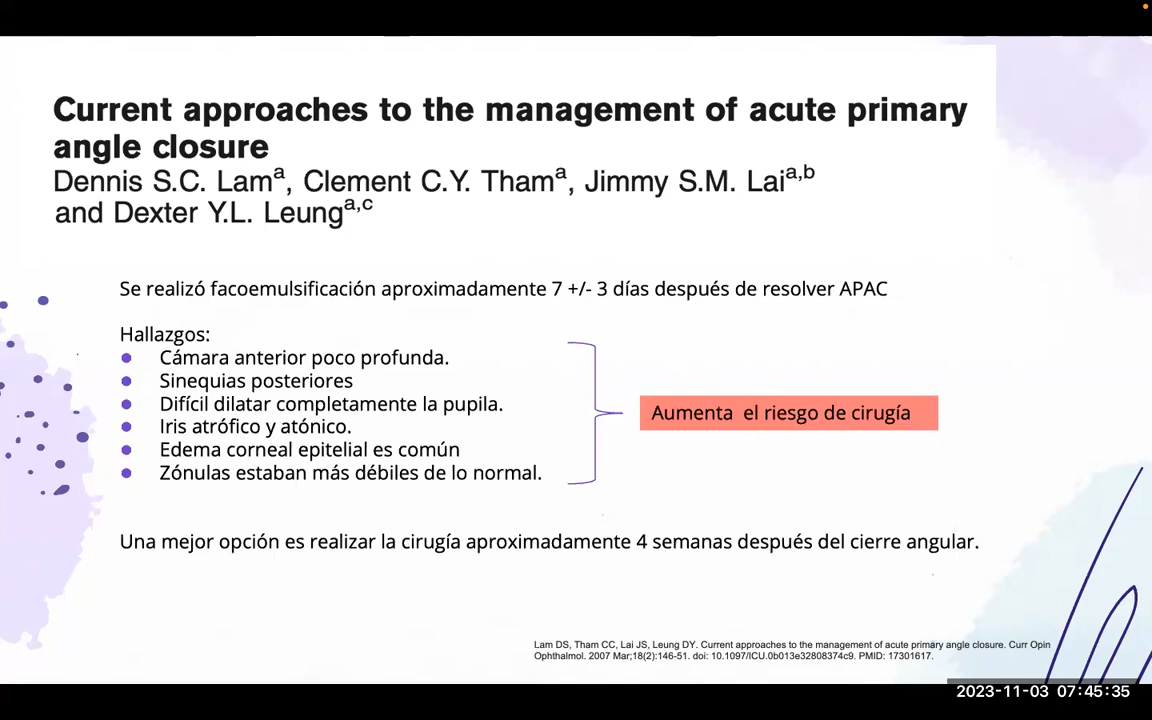 Current approaches to the management of acute primary
angle closure
Dennis S.C. Lamᵃ, Clement C.Y. Thamᵃ, Jimmy S.M. Laiᵃ,ᵇ
and Dexter Y.L. Leungᵃ,ᶜ
Se realizó facoemulsificación aproximadamente 7 +/- 3 días después de resolver APAC
Hallazgos:
● Cámara anterior poco profunda.
● Sinequias posteriores
● Difícil dilatar completamente la pupila.
● Iris atrófico y atónico.
● Edema corneal epitelial es común
● Zónulas estaban más débiles de lo normal.
Aumenta el riesgo de cirugía
Una mejor opción es realizar la cirugía aproximadamente 4 semanas después del cierre angular.
Lam DS, Tham CC, Lai JS, Leung DY. Current approaches to the management of acute primary angle closure. Curr Opin
Ophthalmol. 2007 Mar;18(2):146-51. doi: 10.1097/ICU.0b013e32808374c9. PMID: 17301617.
2023-11-03 07:45:35